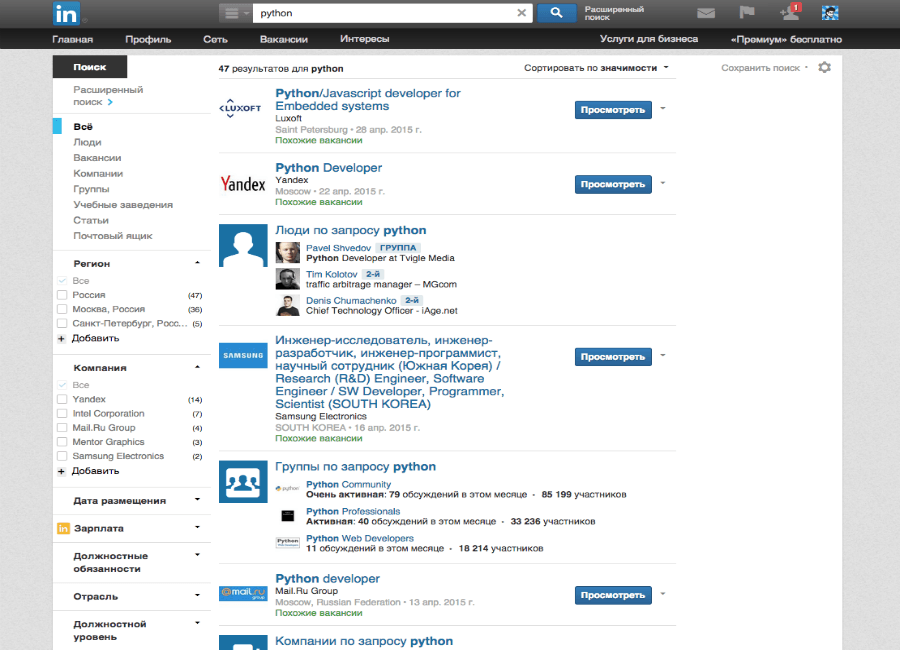 in
python
Расширенный
поиск
1
Главная
Профиль
Сеть
Вакансии
Интересы
Услуги для бизнеса
«Премиум» бесплатно
Поиск
Расширенный
поиск
Всё
Люди
Вакансии
Компании
Группы
Учебные заведения
Статьи
Почтовый ящик
Регион
Все
Россия (47)
Москва, Россия (36)
Санкт-Петербург, Росс... (5)
+ Добавить
Компания
Все
Yandex (14)
Intel Corporation (7)
Mail.Ru Group (4)
Mentor Graphics (3)
Samsung Electronics (2)
+ Добавить
Дата размещения
in Зарплата
Должностные
обязанности
Отрасль
Должностной
уровень
47 результатов для python
Сортировать по значимости
Сохранить поиск
LUXOFT
Python/Javascript developer for
Embedded systems
Luxoft
Saint Petersburg • 28 апр. 2015 г.
Похожие вакансии
Просмотреть
Yandex
Python Developer
Yandex
Moscow • 22 апр. 2015 г.
Похожие вакансии
Просмотреть
Люди по запросу python
Pavel Shvedov ГРУППА
Python Developer at Tvigle Media
Tim Kolotov 2-й
traffic arbitrage manager – MGcom
Denis Chumachenko 2-й
Chief Technology Officer - iAge.net
SAMSUNG
Инженер-исследователь, инженер-
разработчик, инженер-программист,
научный сотрудник (Южная Корея) /
Research (R&D) Engineer, Software
Engineer / SW Developer, Programmer,
Scientist (SOUTH KOREA)
Samsung Electronics
SOUTH KOREA • 16 апр. 2015 г.
Похожие вакансии
Просмотреть
Группы по запросу python
python
Python Community
Очень активная: 79 обсуждений в этом месяце • 85 199 участников
Python Professionals
Активная: 40 обсуждений в этом месяце • 33 236 участников
Python
Python Web Developers
11 обсуждений в этом месяце • 18 214 участников
@mail.ru
group
Python developer
Mail.Ru Group
Moscow, Russian Federation • 13 апр. 2015 г.
Похожие вакансии
Просмотреть
Компании по запросу python